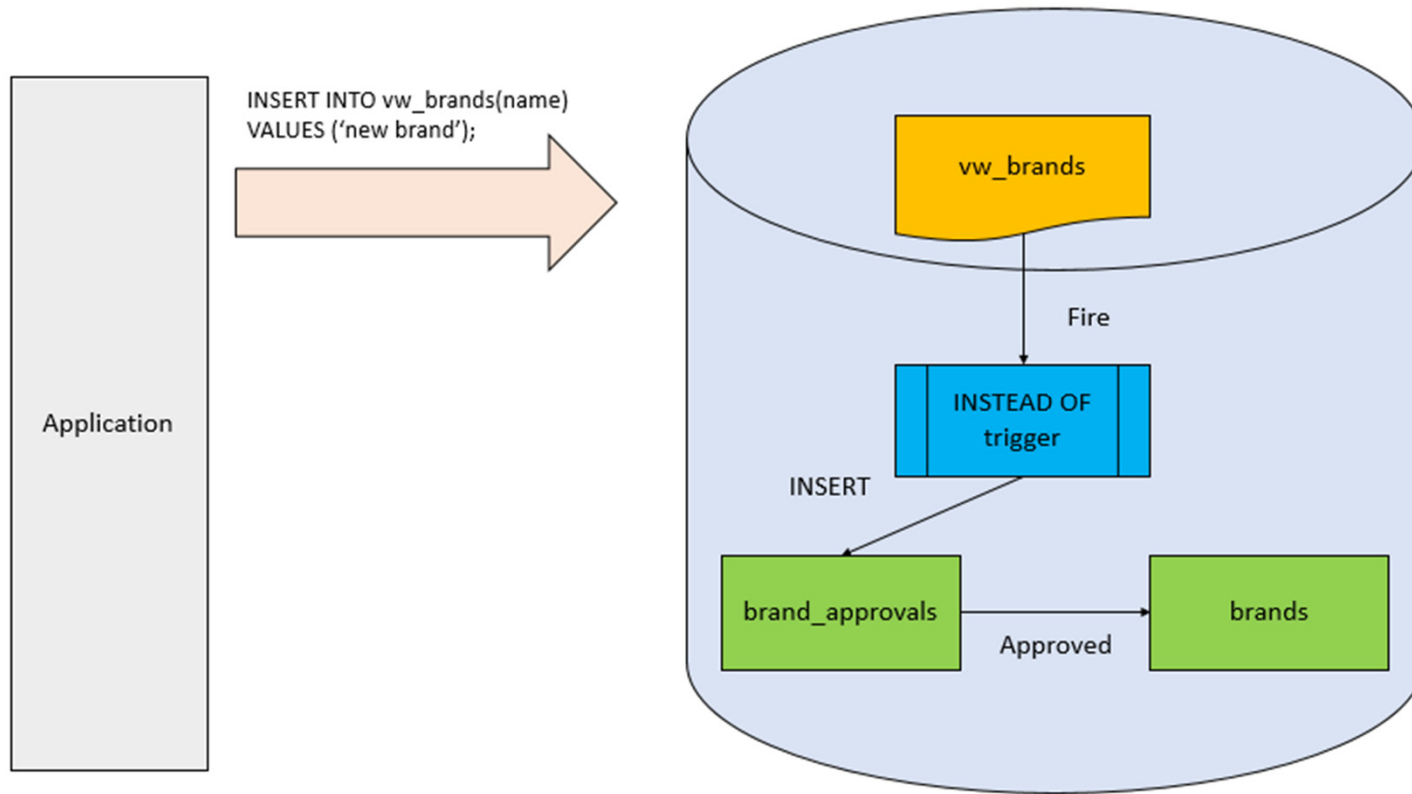 INSERT INTO vw_brands(name)
VALUES (‘new brand’);
Application
vw_brands
Fire
INSTEAD OF
trigger
INSERT
brand_approvals
Approved
brands